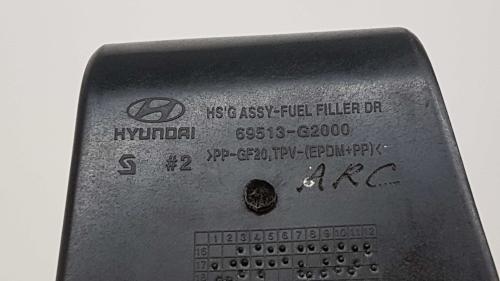 HS'G ASSY-FUEL FILLER DR
HYUNDAI 69513-G2000
#2 >PP-GF20,TPV-(EPDM+PP)<
ARC
1 2 3 4 5 6 7 8 9 10 11 12
16
17
18